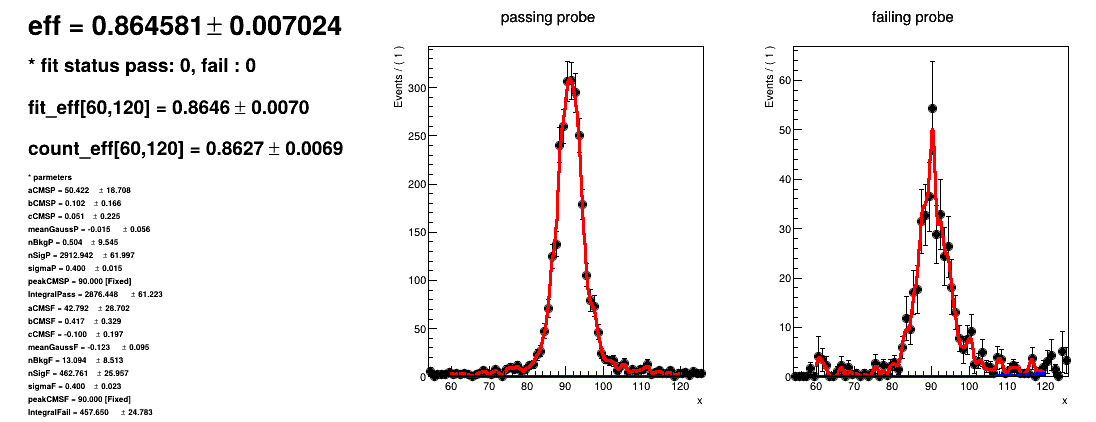 eff = 0.864581 ± 0.007024
* fit status pass: 0, fail : 0
fit_eff[60,120] = 0.8646 ± 0.0070
count_eff[60,120] = 0.8627 ± 0.0069
* parmeters
aCMSP = 50.422 ± 16.708
bCMSP = 0.102 ± 0.166
cCMSP = 0.051 ± 0.225
meanGaussP = -0.015 ± 0.056
nBkgP = 0.504 ± 9.545
nSigP = 2912.942 ± 61.997
sigmaP = 0.400 ± 0.015
peakCMSP = 90.000 [Fixed]
IntegralPass = 2876.448 ± 61.223
aCMSF = 42.792 ± 28.702
bCMSF = 0.417 ± 0.329
cCMSF = -0.100 ± 0.197
meanGaussF = -0.123 ± 0.095
nBkgF = 13.094 ± 8.513
nSigF = 462.761 ± 25.957
sigmaF = 0.400 ± 0.023
peakCMSF = 90.000 [Fixed]
IntegralFail = 457.650 ± 24.783
passing probe
Events / ( 1 )
300
250
200
150
100
50
0
60 70 80 90 100 110 120
x
failing probe
Events / ( 1 )
60
50
40
30
20
10
0
60 70 80 90 100 110 120
x